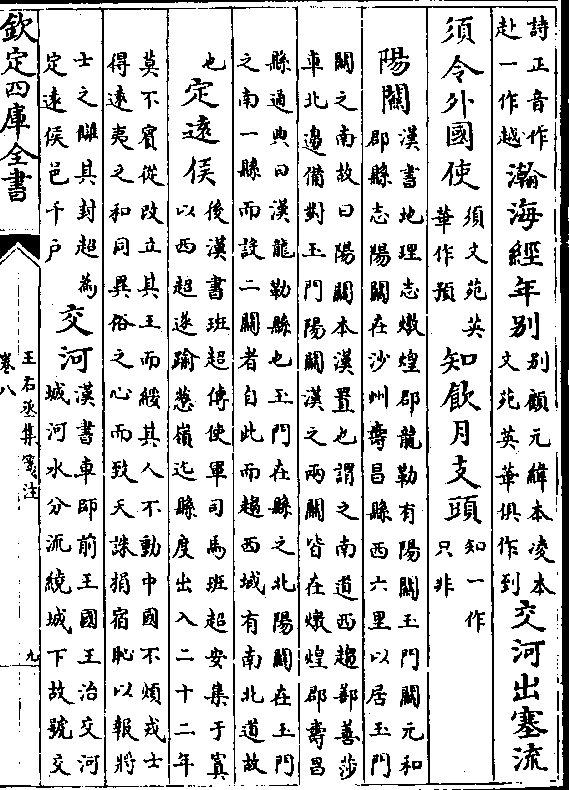 詩正音作
赴一作越
瀚海經年別
別顧元緯本凌本
文苑英華俱作到
交河出塞流
須令外國使
須文苑英
華作預
知飲月支頭
知一作
只非
陽關
漢書地理志燉煌郡龍勒有陽關玉門關元和
郡縣志陽關在沙州壽昌縣西六里以居玉門
關之南故曰陽關本漢置也謂之南道西趨鄯善莎
車北邊備對玉門陽關漢之兩關皆在燉煌郡壽昌
縣通典曰漢龍勒縣也玉門在縣之北陽關在玉門
之南一縣而設二關者自此而趨西域有南北道故
也
定遠侯
後漢書班超傳使軍司馬班超安集于寘
以西超遂踰葱嶺迄縣度出入二十二年
莫不賓從改立其王而綏其人不動中國不煩戎士
得遠夷之和同異俗之心而致天誅捐宿恥以報將
士之讎其封超為
定遠侯邑千戶
交河
漢書車師前王國王治交河
城河水分流繞城下故號交
欽定四庫全書
王右丞集箋注
卷八
九